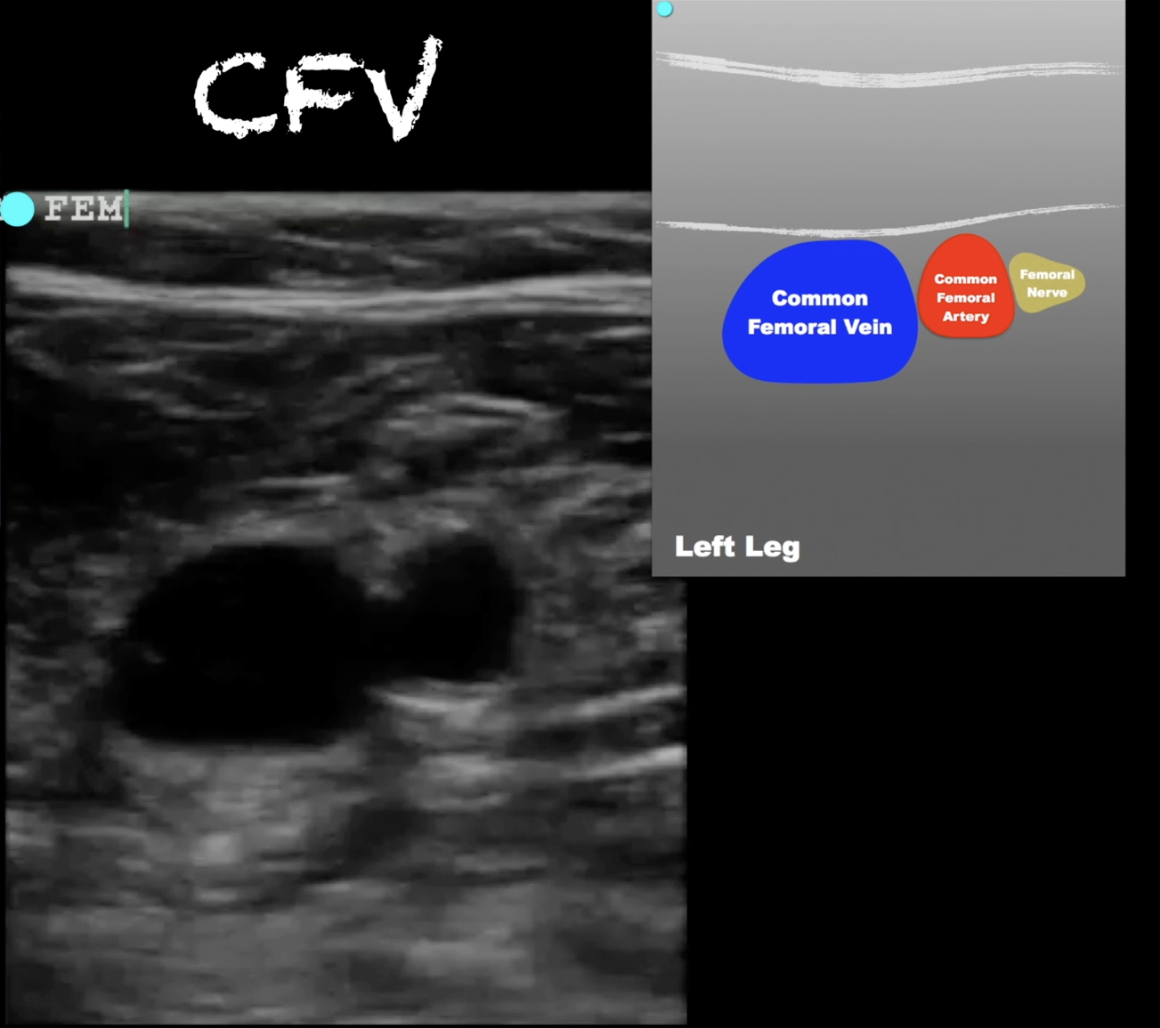 CFV
FEM
Common
Femoral Vein
Common
Femoral
Artery
Femoral
Nerve
Left Leg